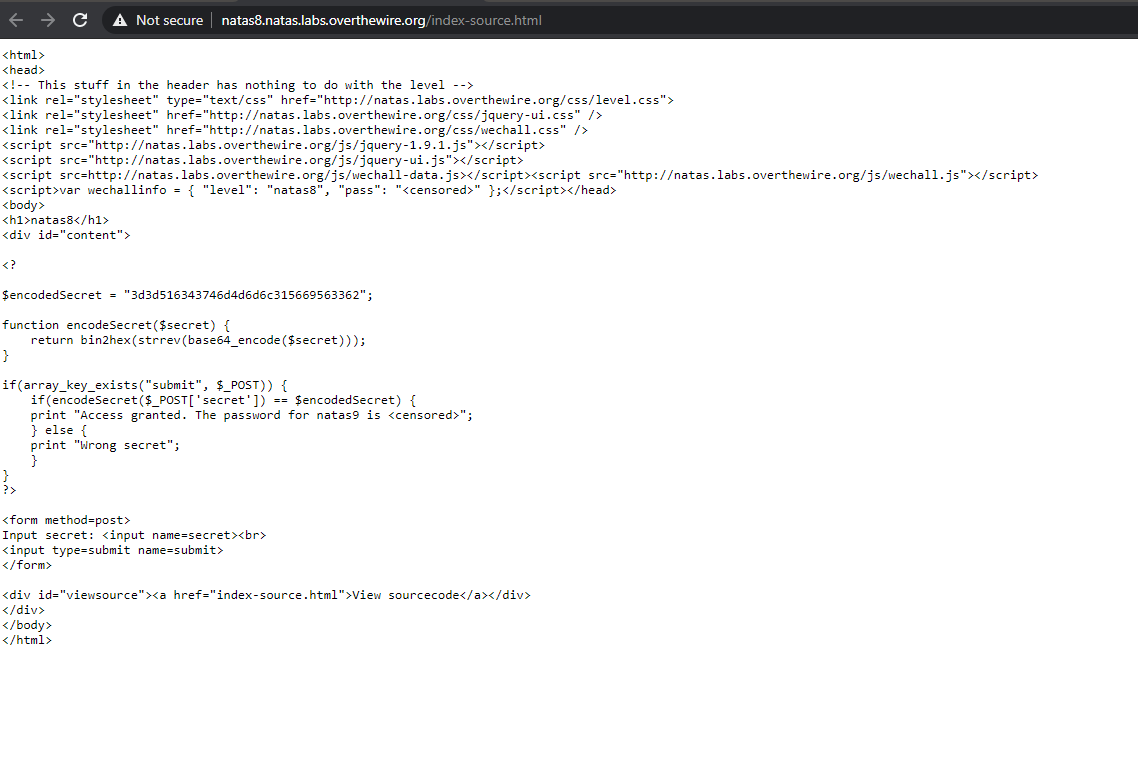 Not secure | natas8.natas.labs.overthewire.org/index-source.html
<html>
<head>
<!-- This stuff in the header has nothing to do with the level -->
<link rel="stylesheet" type="text/css" href="http://natas.labs.overthewire.org/css/level.css">
<link rel="stylesheet" href="http://natas.labs.overthewire.org/css/jquery-ui.css" />
<link rel="stylesheet" href="http://natas.labs.overthewire.org/css/wechall.css" />
<script src="http://natas.labs.overthewire.org/js/jquery-1.9.1.js"></script>
<script src="http://natas.labs.overthewire.org/js/jquery-ui.js"></script>
<script src=http://natas.labs.overthewire.org/js/wechall-data.js></script><script src="http://natas.labs.overthewire.org/js/wechall.js"></script>
<script>var wechallinfo = { "level": "natas8", "pass": "<censored>" };</script></head>
<body>
<h1>natas8</h1>
<div id="content">
<?
$encodedSecret = "3d3d516343746d4d6d6c315669563362";
function encodeSecret($secret) {
    return bin2hex(strrev(base64_encode($secret)));
}
if(array_key_exists("submit", $_POST)) {
    if(encodeSecret($_POST['secret']) == $encodedSecret) {
    print "Access granted. The password for natas9 is <censored>";
    } else {
    print "Wrong secret";
    }
}
?>
<form method=post>
Input secret: <input name=secret><br>
<input type=submit name=submit>
</form>
<div id="viewsource"><a href="index-source.html">View sourcecode</a></div>
</div>
</body>
</html>